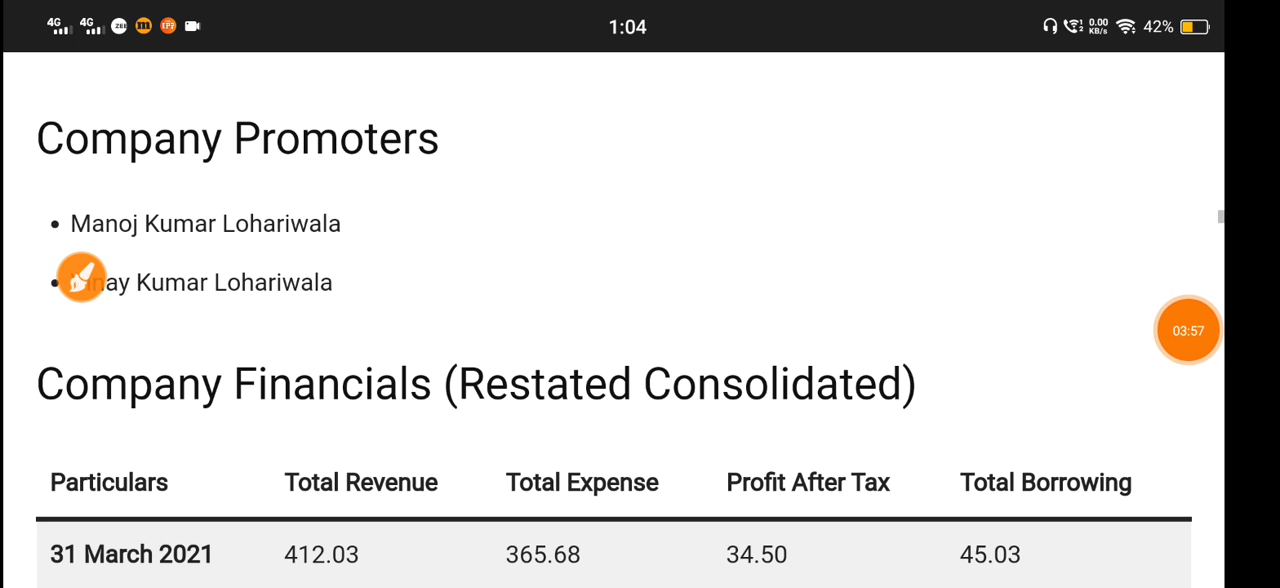 4G 4G ZEE 1:04 0.00 KB/s 42%
Company Promoters
• Manoj Kumar Lohariwala
• Kumar Lohariwala
03:57
Company Financials (Restated Consolidated)
Particulars Total Revenue Total Expense Profit After Tax Total Borrowing
31 March 2021 412.03 365.68 34.50 45.03